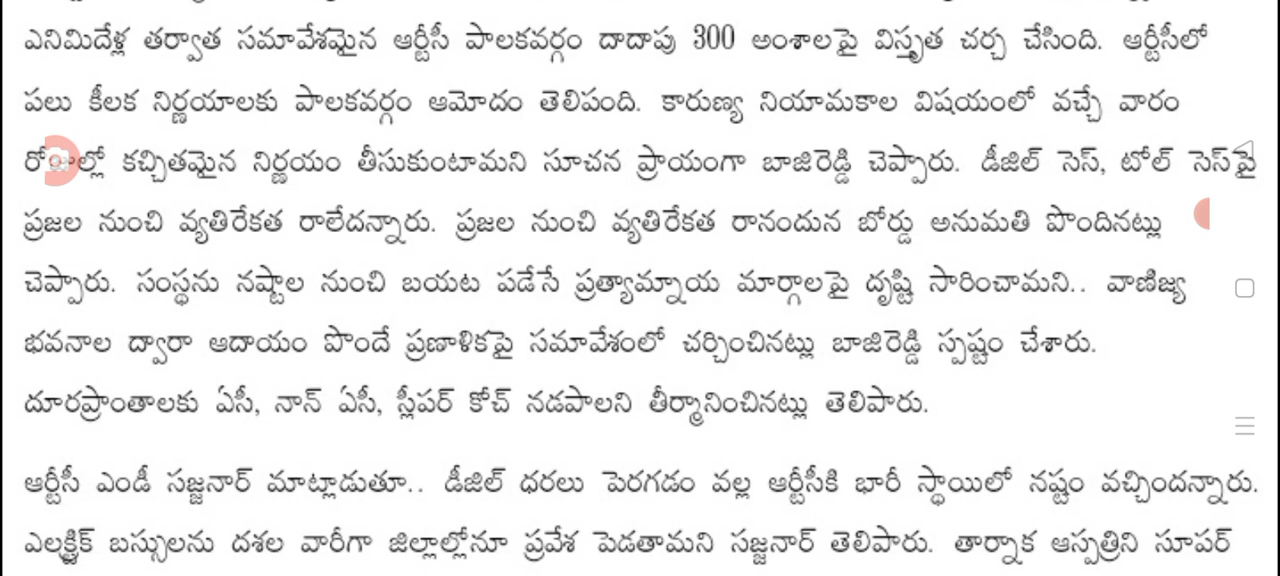 ఎనిమిదేళ్ల తర్వాత సమావేశమైన ఆర్టీసీ పాలకవర్గం దాదాపు 300 అంశాలపై విస్తృత చర్చ చేసింది. ఆర్టీసీలో
పలు కీలక నిర్ణయాలకు పాలకవర్గం ఆమోదం తెలిపంది. కారుణ్య నియామకాల విషయంలో వచ్చే వారం
కచ్చితమైన నిర్ణయం తీసుకుంటామని సూచన ప్రాయంగా బాజిరెడ్డి చెప్పారు. డీజిల్ సెస్, టోల్ సెస్‌పై
ప్రజల నుంచి వ్యతిరేకత రాలేదన్నారు. ప్రజల నుంచి వ్యతిరేకత రానందున బోర్డు అనుమతి పొందినట్లు
చెప్పారు. సంస్థను నష్టాల నుంచి బయట పడేసే ప్రత్యామ్నాయ మార్గాలపై దృష్టి సారించామని.. వాణిజ్య
భవనాల ద్వారా ఆదాయం పొందే ప్రణాళికపై సమావేశంలో చర్చించినట్లు బాజిరెడ్డి స్పష్టం చేశారు.
దూరప్రాంతాలకు ఏసీ, నాన్ ఏసీ, స్లీపర్ కోచ్ నడపాలని తీర్మానించినట్లు తెలిపారు.
ఆర్టీసీ ఎండీ సజ్జనార్ మాట్లాడుతూ.. డీజిల్ ధరలు పెరగడం వల్ల ఆర్టీసీకి భారీ స్థాయిలో నష్టం వచ్చిందన్నారు.
ఎలక్ట్రిక్ బస్సులను దశల వారీగా జిల్లాల్లోనూ ప్రవేశ పెడతామని సజ్జనార్ తెలిపారు. తార్నాక ఆస్పత్రిని సూపర్